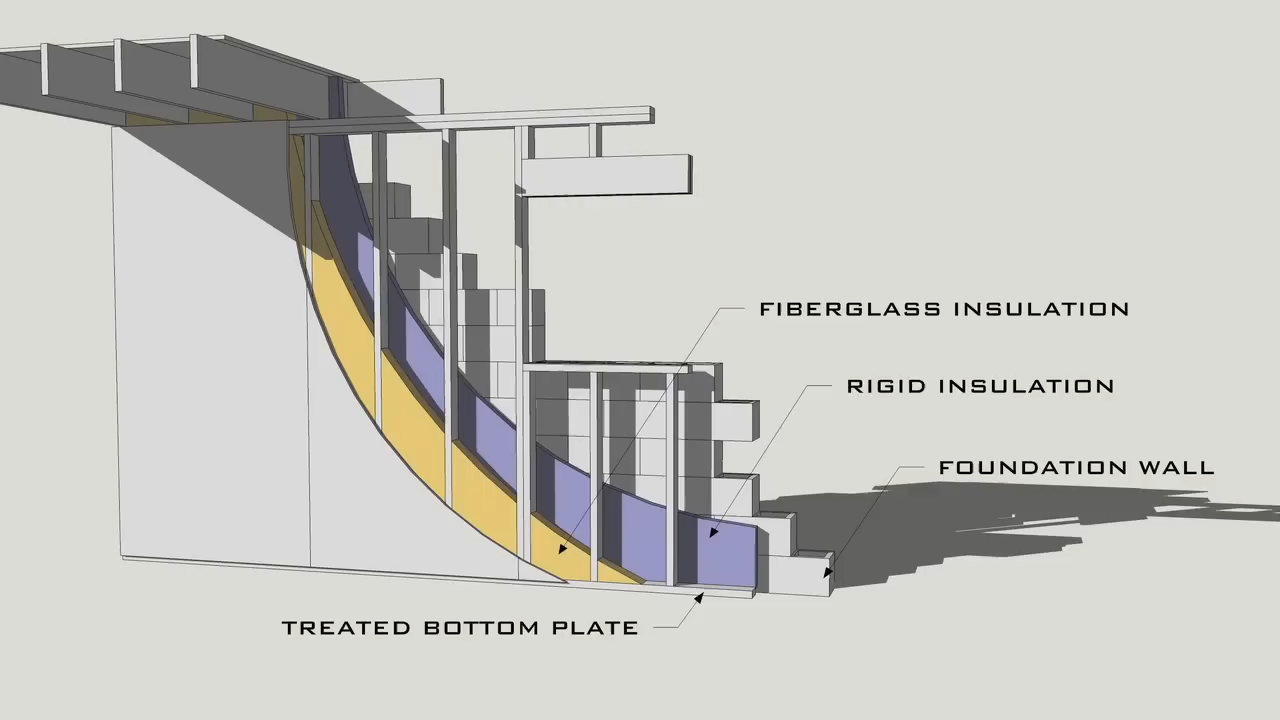 FIBERGLASS INSULATION
RIGID INSULATION
FOUNDATION WALL
TREATED BOTTOM PLATE